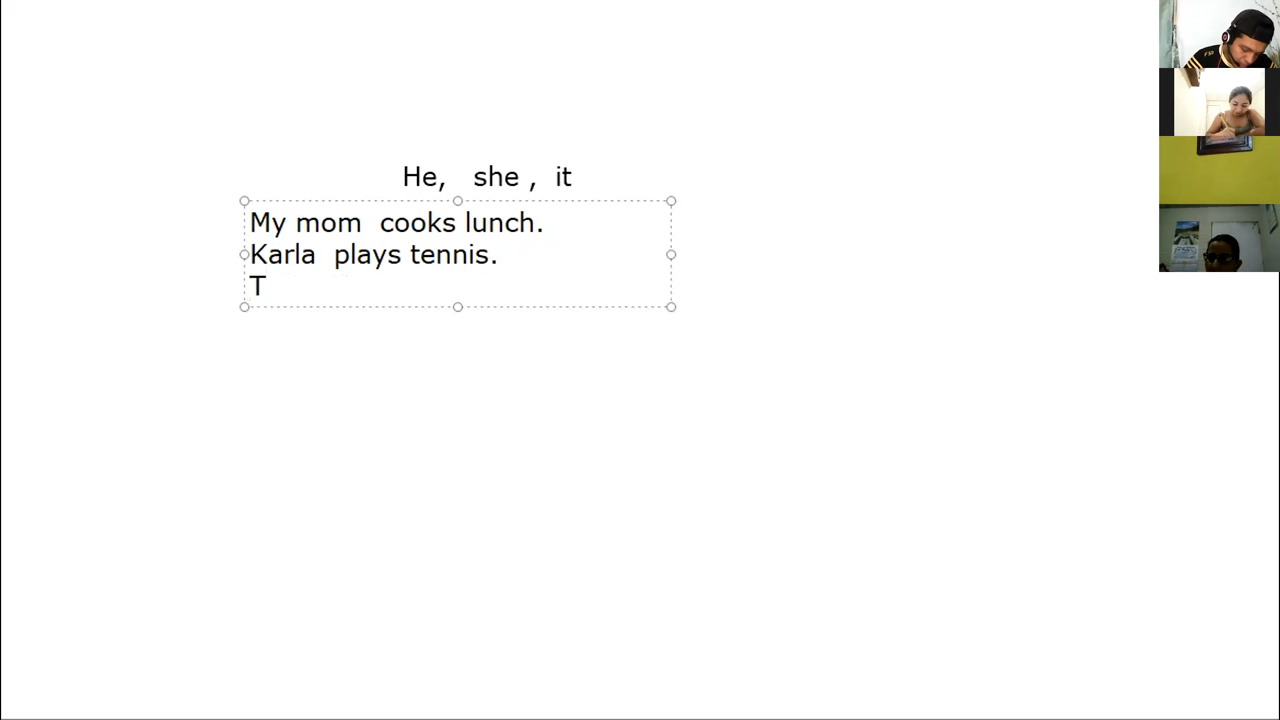 He, she , it
My mom cooks lunch.
Karla plays tennis.
T